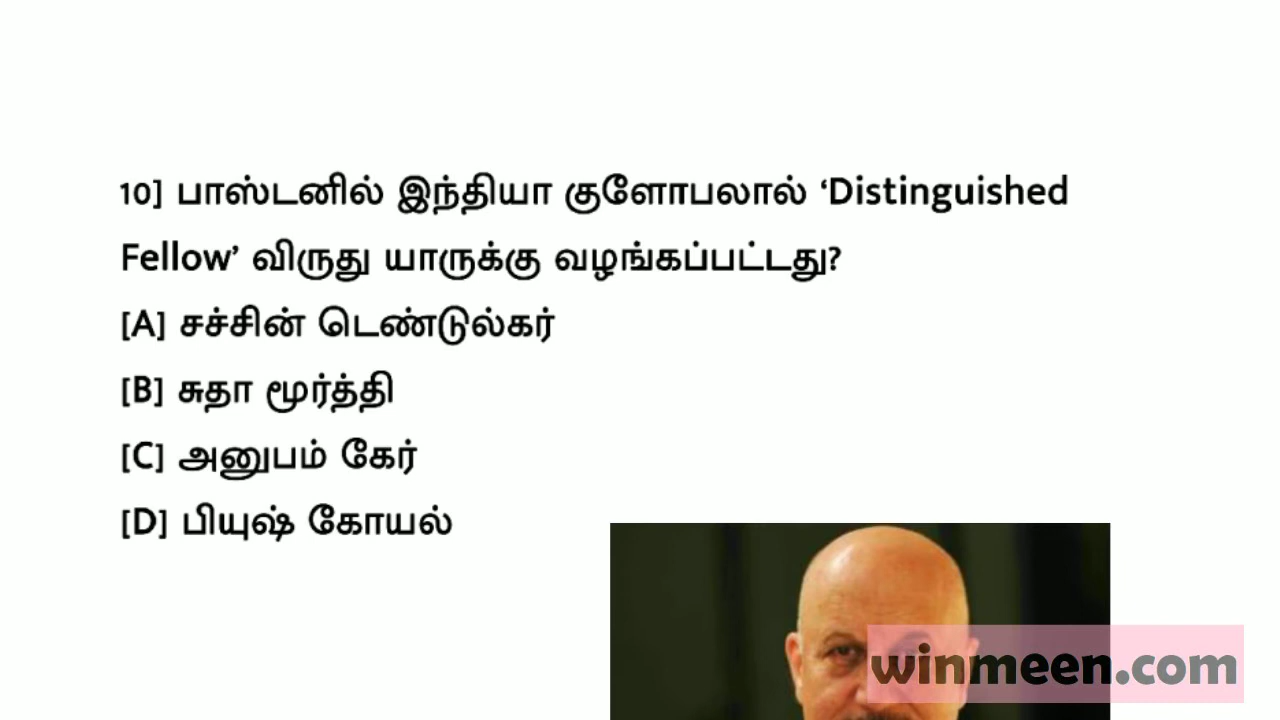 10] பாஸ்டனில் இந்தியா குளோபலால் ‘Distinguished
Fellow’ விருது யாருக்கு வழங்கப்பட்டது?
[A] சச்சின் டெண்டுல்கர்
[B] சுதா மூர்த்தி
[C] அனுபம் கேர்
[D] பியுஷ் கோயல்
winmeen.com